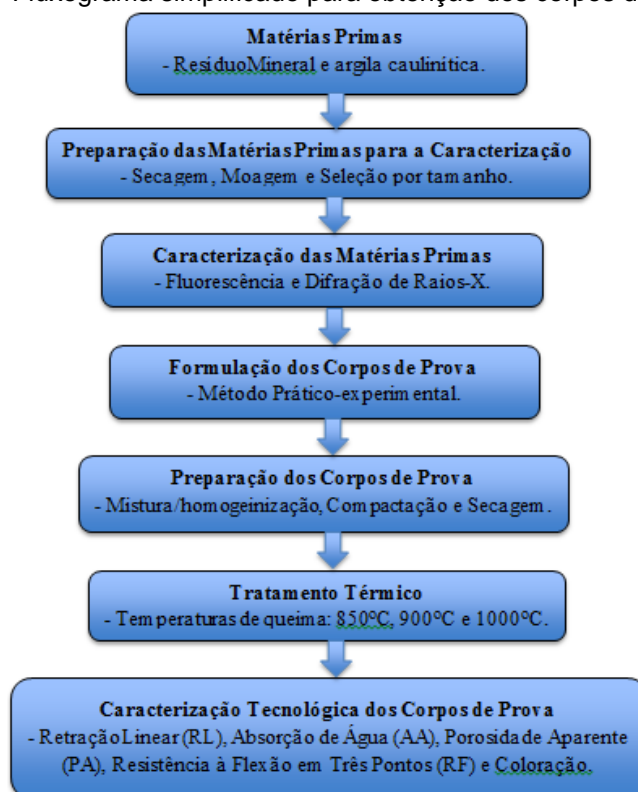 Fluxograma simplificado para obtenção dos corpos d
Matérias Primas
- ResíduoMineral e argila caulinítica.
Preparação das Matérias Primas para a Caracterização
- Secagem, Moagem e Seleção por tamanho.
Caracterização das Matérias Primas
- Fluorescência e Difração de Raios-X.
Formulação dos Corpos de Prova
- Método Prático-experimental.
Preparação dos Corpos de Prova
- Mistura/homogeinização, Compactação e Secagem.
Tratamento Térmico
- Temperaturas de queima: 850ºC, 900ºC e 1000ºC.
Caracterização Tecnológica dos Corpos de Prova
- Retração Linear (RL), Absorção de Água (AA), Porosidade Aparente
(PA), Resistência à Flexão em Três Pontos (RF) e Coloração.